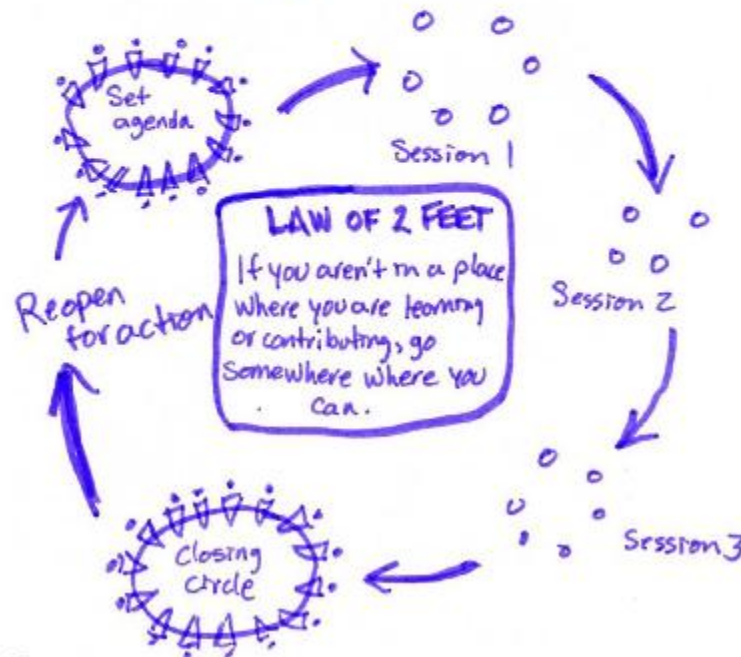 Set
agenda
Session 1
LAW OF 2 FEET
If you aren't in a place
where you are learning
or contributing, go
somewhere where you
can.
Session 2
Session 3
Closing
circle
Reopen
for action